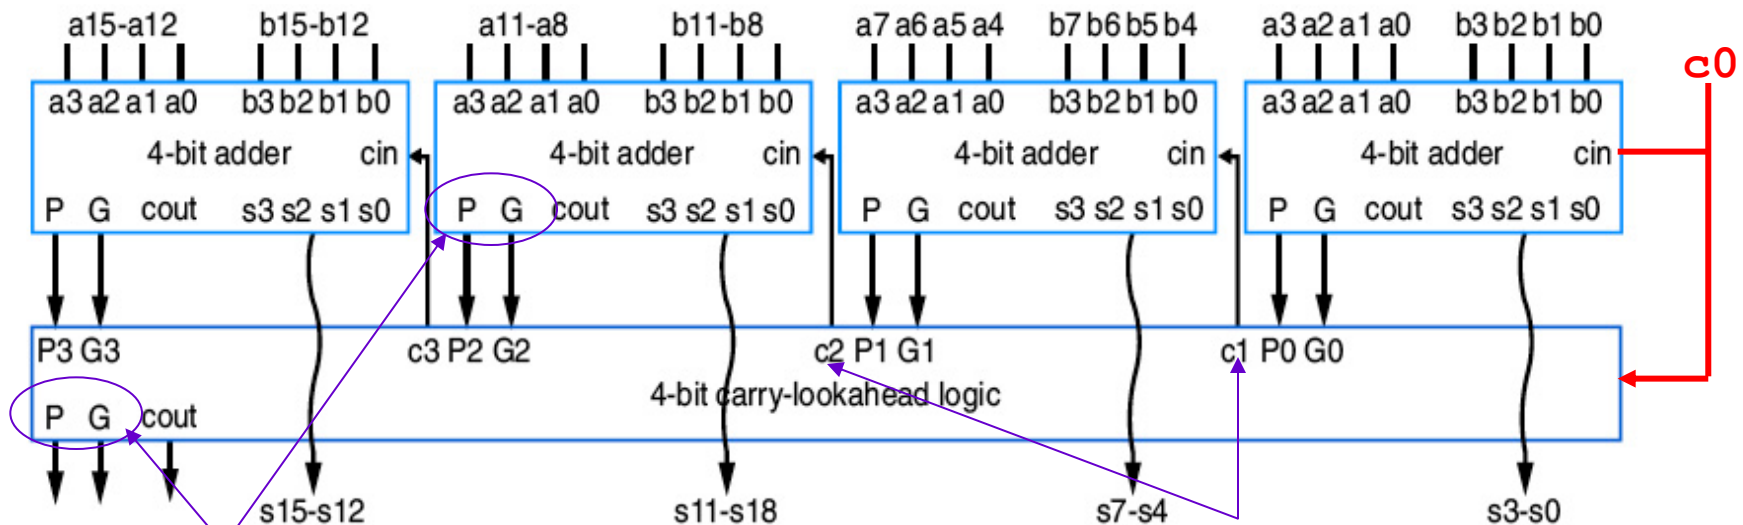 a15-a12 b15-b12 a11-a8 b11-b8 a7 a6 a5 a4 b7 b6 b5 b4 a3 a2 a1 a0 b3 b2 b1 b0
c0
a3 a2 a1 a0 b3 b2 b1 b0 a3 a2 a1 a0 b3 b2 b1 b0 a3 a2 a1 a0 b3 b2 b1 b0 a3 a2 a1 a0 b3 b2 b1 b0
4-bit adder cin 4-bit adder cin 4-bit adder cin 4-bit adder cin
P G cout s3 s2 s1 s0 P G cout s3 s2 s1 s0 P G cout s3 s2 s1 s0 P G cout s3 s2 s1 s0
P3 G3 c3 P2 G2 c2 P1 G1 c1 P0 G0
4-bit carry-lookahead logic
P G cout
s15-s12 s11-s18 s7-s4 s3-s0